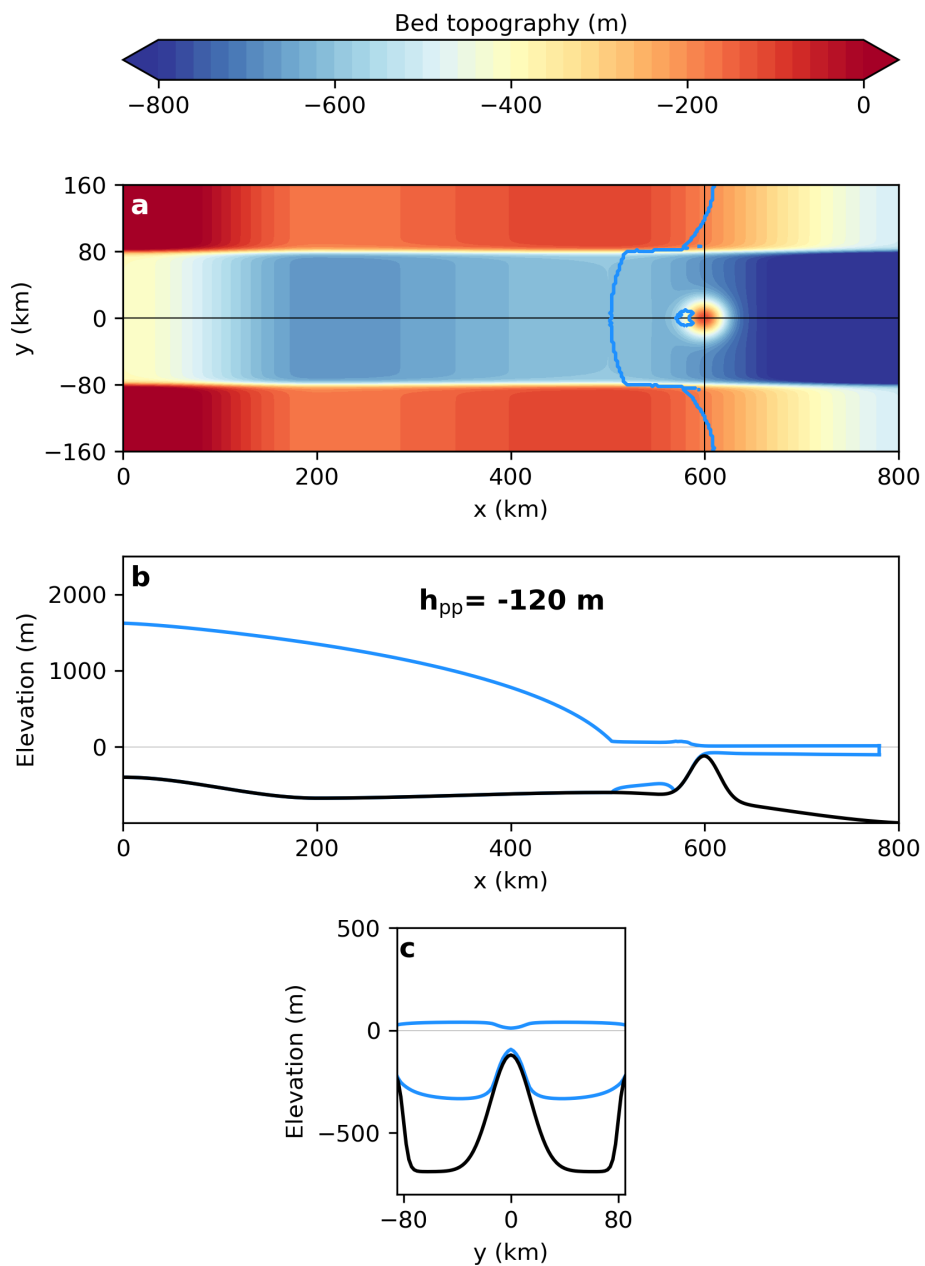 Bed topography (m)
−800 −600 −400 −200 0
a
160
80
0
−80
−160
y (km)
0 200 400 600 800
x (km)
b
h_pp= -120 m
2000
1000
0
Elevation (m)
0 200 400 600 800
x (km)
c
500
0
−500
Elevation (m)
−80 0 80
y (km)